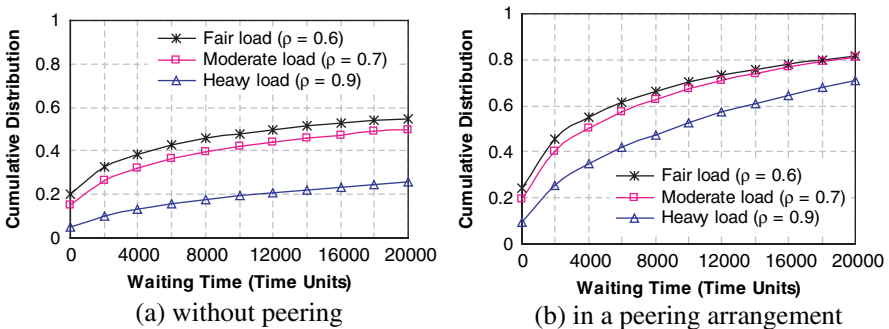 Cumulative Distribution
1
0.8
0.6
0.4
0.2
0
Fair load (ρ = 0.6)
Moderate load (ρ = 0.7)
Heavy load (ρ = 0.9)
0 4000 8000 12000 16000 20000
Waiting Time (Time Units)
(a) without peering
Cumulative Distribution
1
0.8
0.6
0.4
0.2
0
Fair load (ρ = 0.6)
Moderate load (ρ = 0.7)
Heavy load (ρ = 0.9)
0 4000 8000 12000 16000 20000
Waiting Time (Time Units)
(b) in a peering arrangement